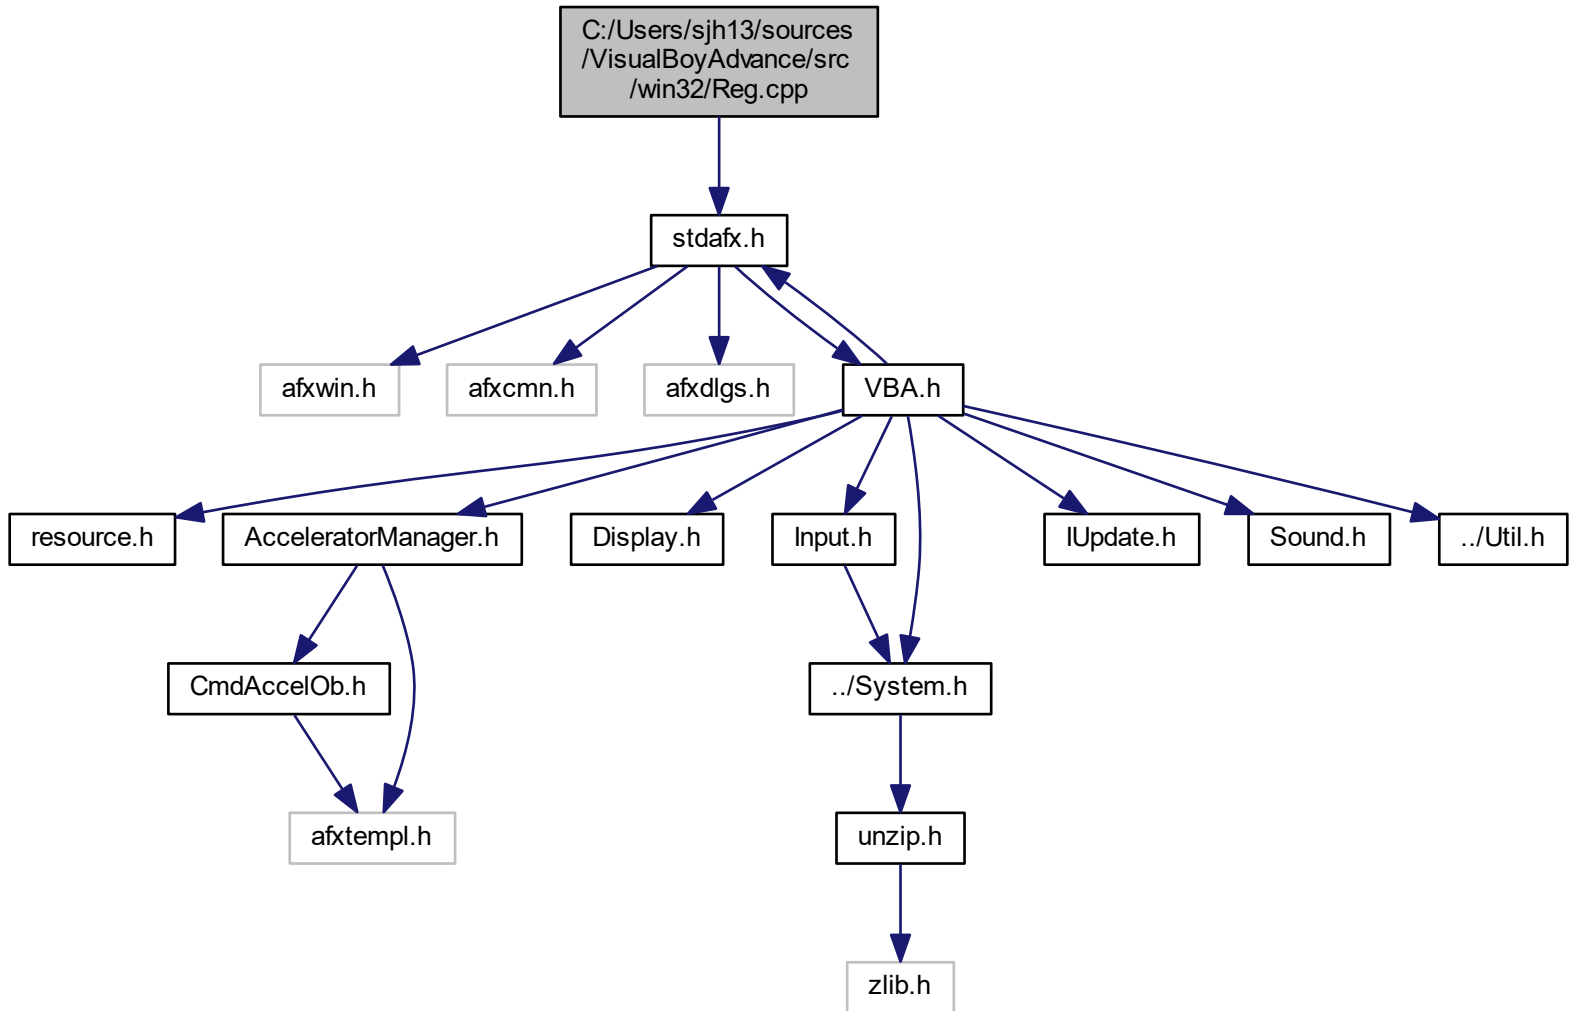 C:/Users/sjh13/sources
/VisualBoyAdvance/src
/win32/Reg.cpp
stdafx.h
afxwin.h
afxcmn.h
afxdlgs.h
VBA.h
resource.h
AcceleratorManager.h
Display.h
Input.h
IUpdate.h
Sound.h
../Util.h
CmdAccelOb.h
../System.h
afxtempl.h
unzip.h
zlib.h